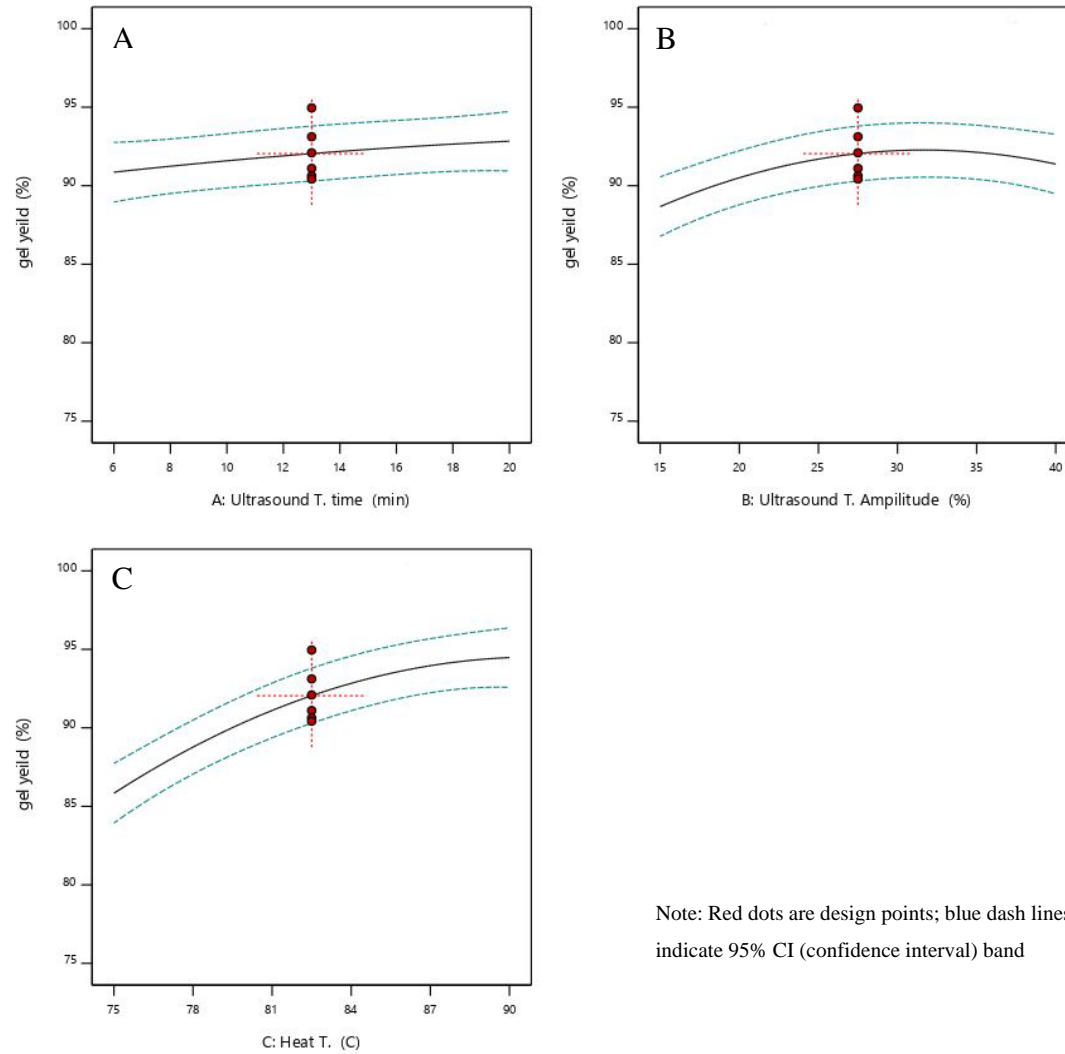 A
100
95
90
85
80
75
gel yeild (%)
6 8 10 12 14 16 18 20
A: Ultrasound T. time (min)
B
100
95
90
85
80
75
gel yeild (%)
15 20 25 30 35 40
B: Ultrasound T. Ampilitude (%)
C
100
95
90
85
80
75
gel yeild (%)
75 78 81 84 87 90
C: Heat T. (C)
Note: Red dots are design points; blue dash lines
indicate 95% CI (confidence interval) band